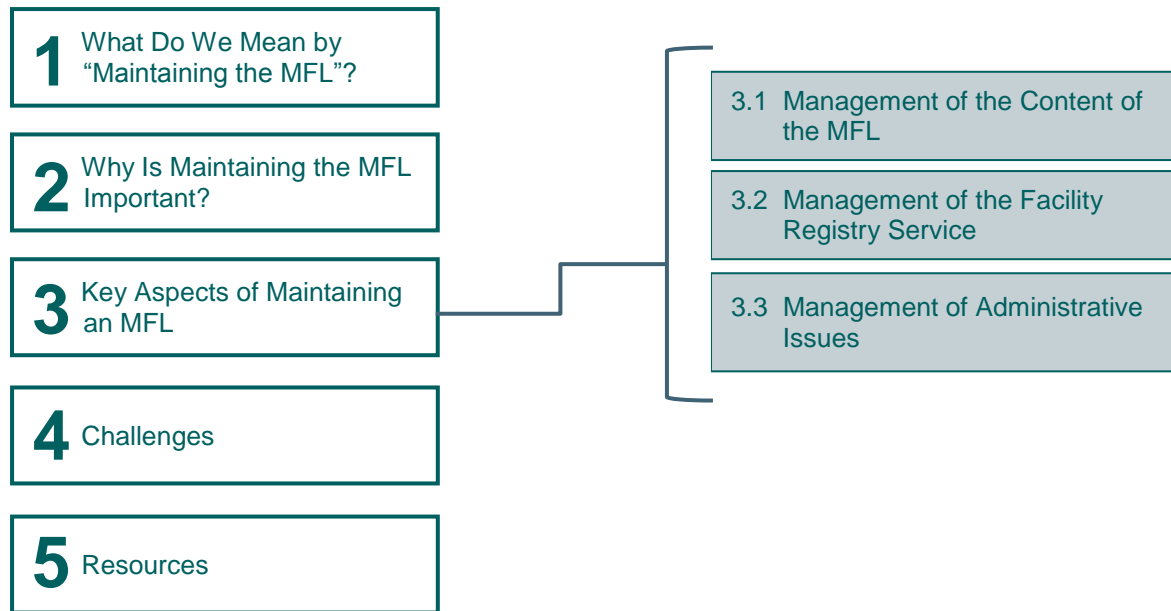 1 What Do We Mean by
“Maintaining the MFL”?
2 Why Is Maintaining the MFL
Important?
3 Key Aspects of Maintaining
an MFL
4 Challenges
5 Resources
3.1 Management of the Content of
the MFL
3.2 Management of the Facility
Registry Service
3.3 Management of Administrative
Issues